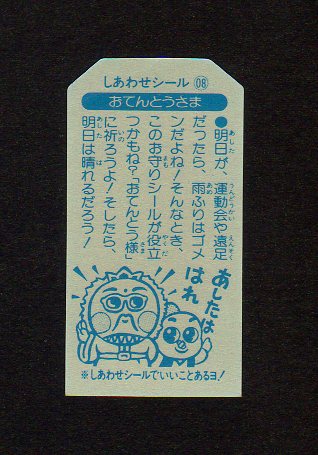 しあわせシール 08
おてんとうさま
●明日が、運動会や遠足
だったら、雨ふりはゴメ
ンだよね！そんなとき、
このお守りシールが役立
つかもね？「おてんとう様」
に祈ろうよ！そしたら、
明日は晴れるだろう！
あしたは
はれ
※しあわせシールでいいことあるヨ！